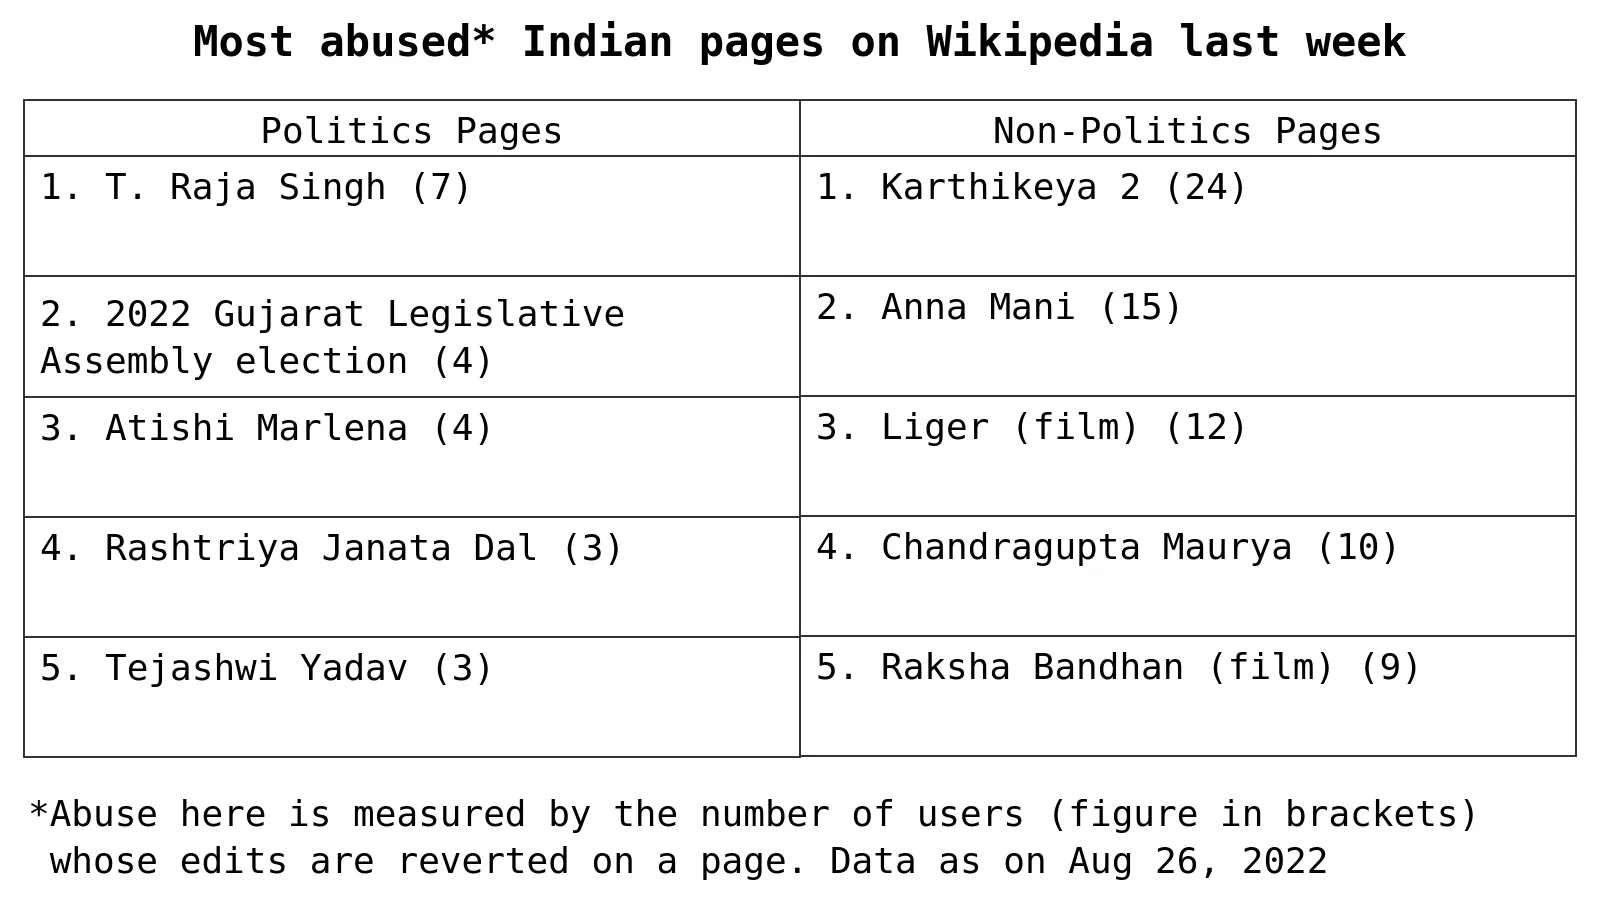 Most abused* Indian pages on Wikipedia last week
Politics Pages
1. T. Raja Singh (7)
2. 2022 Gujarat Legislative
Assembly election (4)
3. Atishi Marlena (4)
4. Rashtriya Janata Dal (3)
5. Tejashwi Yadav (3)
Non-Politics Pages
1. Karthikeya 2 (24)
2. Anna Mani (15)
3. Liger (film) (12)
4. Chandragupta Maurya (10)
5. Raksha Bandhan (film) (9)
*Abuse here is measured by the number of users (figure in brackets)
whose edits are reverted on a page. Data as on Aug 26, 2022